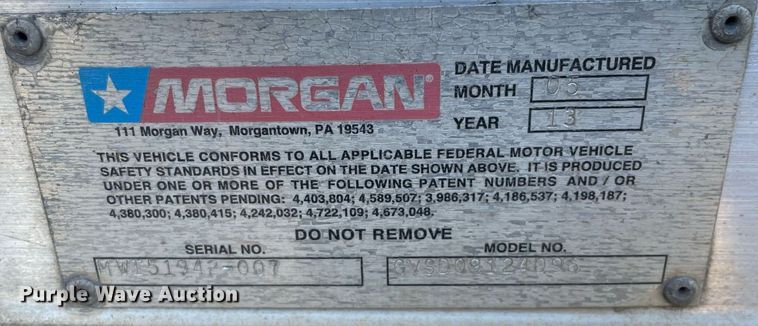 MORGAN®
111 Morgan Way, Morgantown, PA 19543
DATE MANUFACTURED
MONTH 05
YEAR 13
THIS VEHICLE CONFORMS TO ALL APPLICABLE FEDERAL MOTOR VEHICLE
SAFETY STANDARDS IN EFFECT ON THE DATE SHOWN ABOVE. IT IS PRODUCED
UNDER ONE OR MORE OF THE FOLLOWING PATENT NUMBERS AND / OR
OTHER PATENTS PENDING: 4,403,804; 4,589,507; 3,986,317; 4,186,537; 4,198,187;
4,380,300; 4,380,415; 4,242,032; 4,722,109; 4,673,048.
DO NOT REMOVE
SERIAL NO. MODEL NO.
Purple Wave Auction